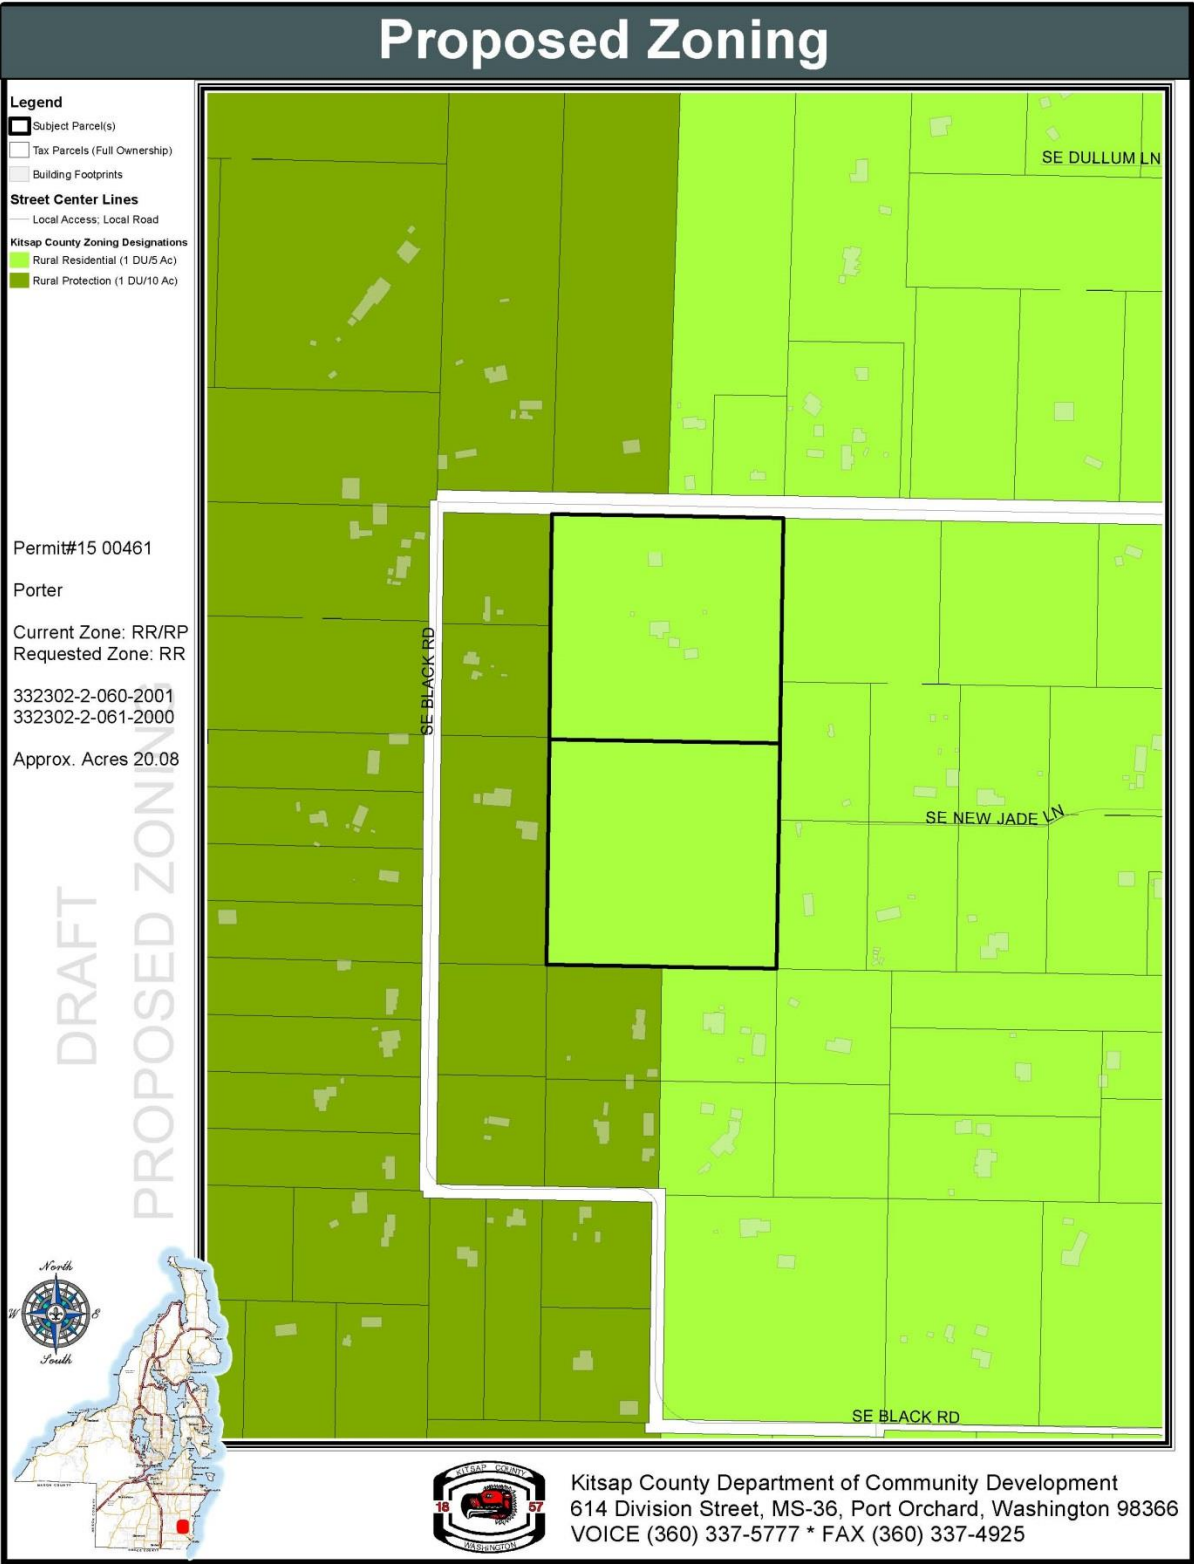 Proposed Zoning
Legend
Subject Parcel(s)
Tax Parcels (Full Ownership)
Building Footprints
Street Center Lines
Local Access; Local Road
Kitsap County Zoning Designations
Rural Residential (1 DU/5 Ac)
Rural Protection (1 DU/10 Ac)
Permit#15 00461
Porter
Current Zone: RR/RP
Requested Zone: RR
332302-2-060-2001
332302-2-061-2000
Approx. Acres 20.08
DRAFT
PROPOSED ZONING
SE DULLUM LN
SE BLACK RD
SE NEW JADE LN
SE BLACK RD
North
W
E
South
KITSAP COUNTY
18 57
WASHINGTON
Kitsap County Department of Community Development
614 Division Street, MS-36, Port Orchard, Washington 98366
VOICE (360) 337-5777 * FAX (360) 337-4925